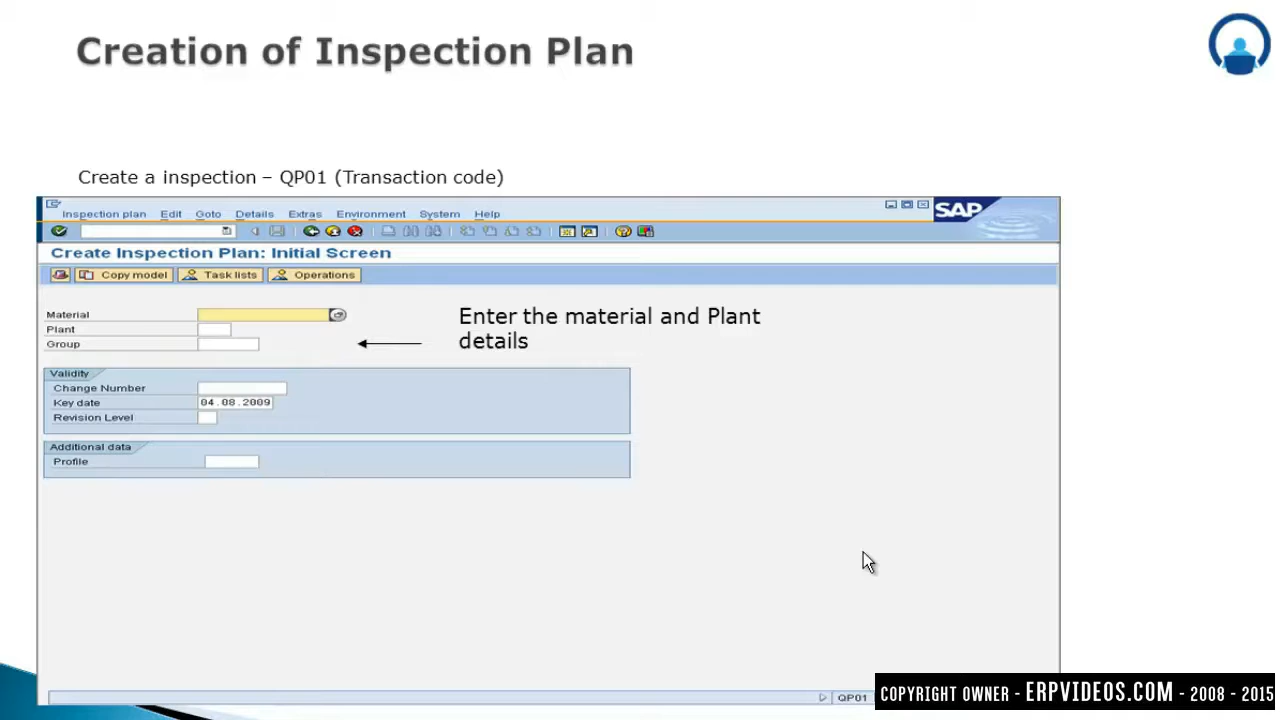 Creation of Inspection Plan
Create a inspection – QP01 (Transaction code)
Inspection plan Edit Goto Details Extras Environment System Help
SAP
Create Inspection Plan: Initial Screen
Copy model Task lists Operations
Material
Plant
Group
Enter the material and Plant
details
Validity
Change Number
Key date 04.08.2009
Revision Level
Additional data
Profile
QP01
COPYRIGHT OWNER - ERPVIDEOS.COM - 2008 - 2015